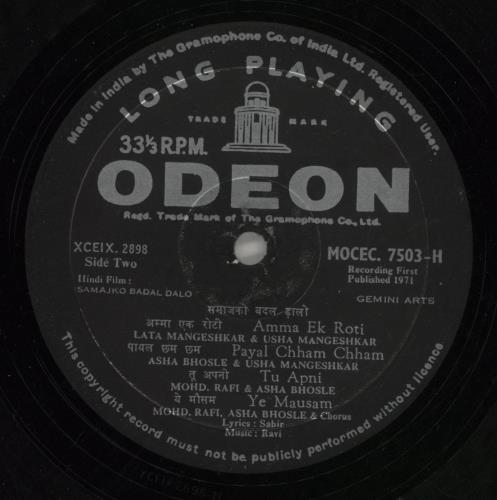 Made in India by The Gramophone Co. of India Ltd. Registered User.
LONG PLAYING
TRADE MARK
33⅓ R.P.M.
ODEON
Regd. Trade Mark of The Gramophone Co., Ltd.
XCEIX. 2898
Side Two
MOCEC. 7503-H
Recording First
Published 1971
Hindi Film :
SAMAJKO BADAL DALO
GEMINI ARTS
समाजको बदल डालो
अम्मा एक रोटी Amma Ek Roti
LATA MANGESHKAR & USHA MANGESHKAR
पायल छम छम Payal Chham Chham
ASHA BHOSLE & USHA MANGESHKAR
तु अपनी Tu Apni
MOHD. RAFI & ASHA BHOSLE
ये मौसम Ye Mausam
MOHD. RAFI, ASHA BHOSLE & Chorus
Lyrics : Sahir
Music : Ravi
This copyright record must not be publicly performed without licence